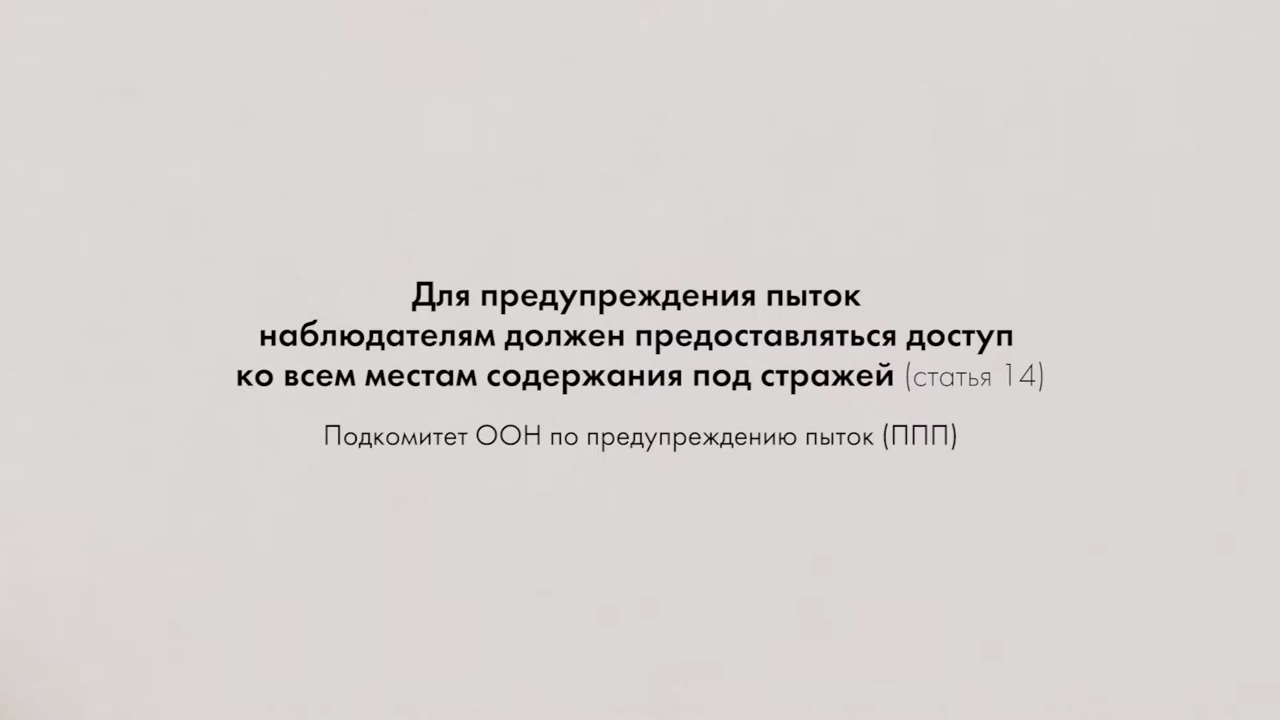 Для предупреждения пыток
наблюдателям должен предоставляться доступ
ко всем местам содержания под стражей (статья 14)
Подкомитет ООН по предупреждению пыток (ППП)